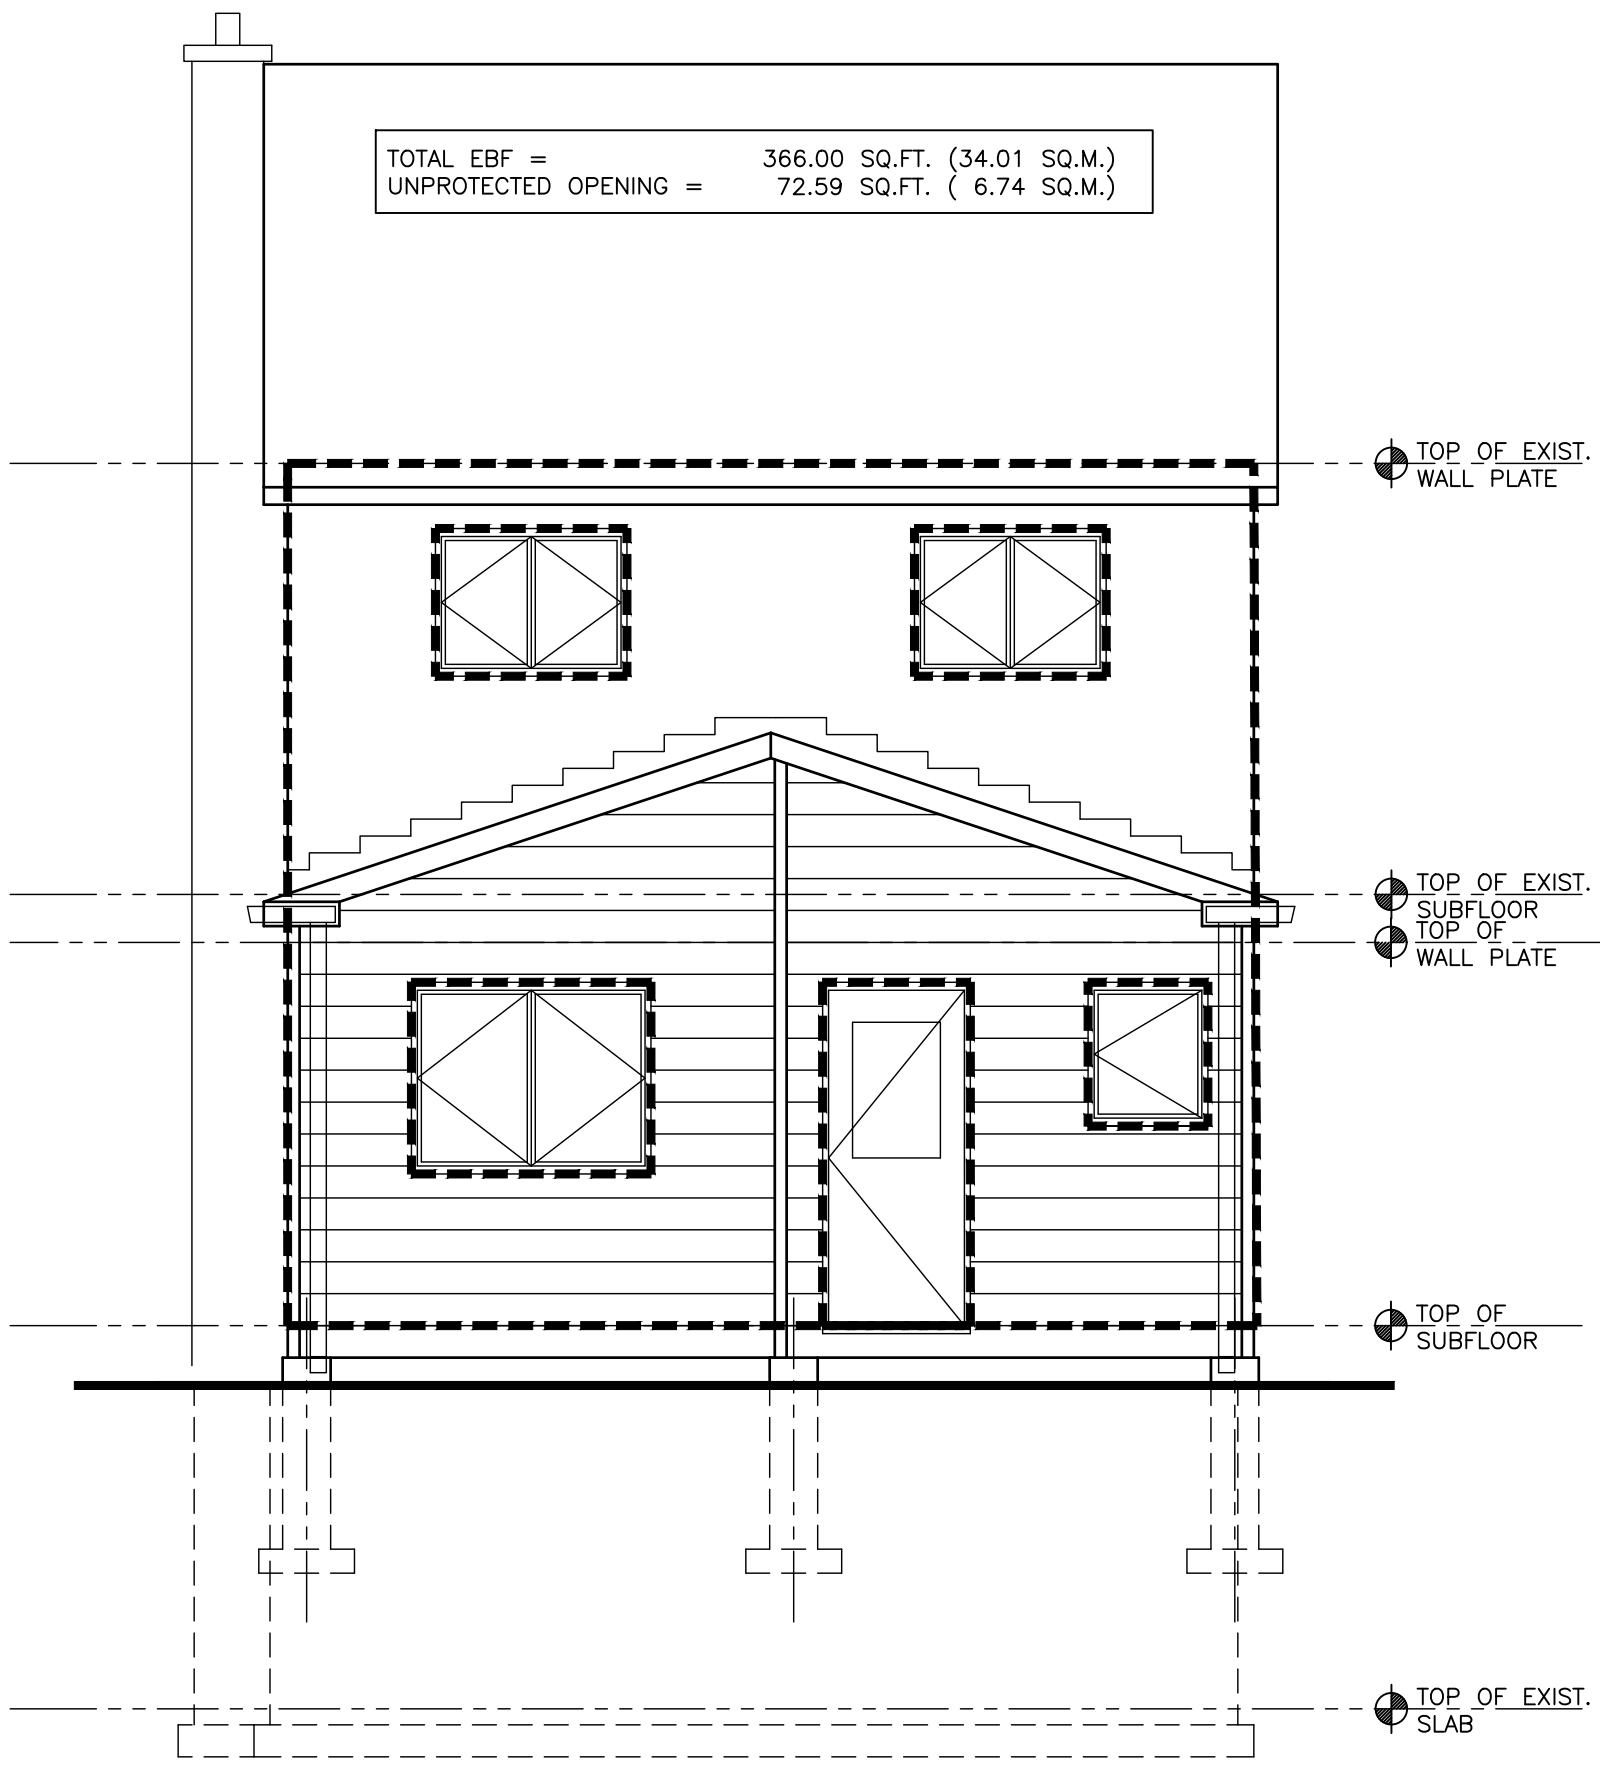 TOTAL EBF = 366.00 SQ.FT. (34.01 SQ.M.)
UNPROTECTED OPENING = 72.59 SQ.FT. ( 6.74 SQ.M.)
TOP OF EXIST.
WALL PLATE
TOP OF EXIST.
SUBFLOOR
TOP OF
WALL PLATE
TOP OF
SUBFLOOR
TOP OF EXIST.
SLAB